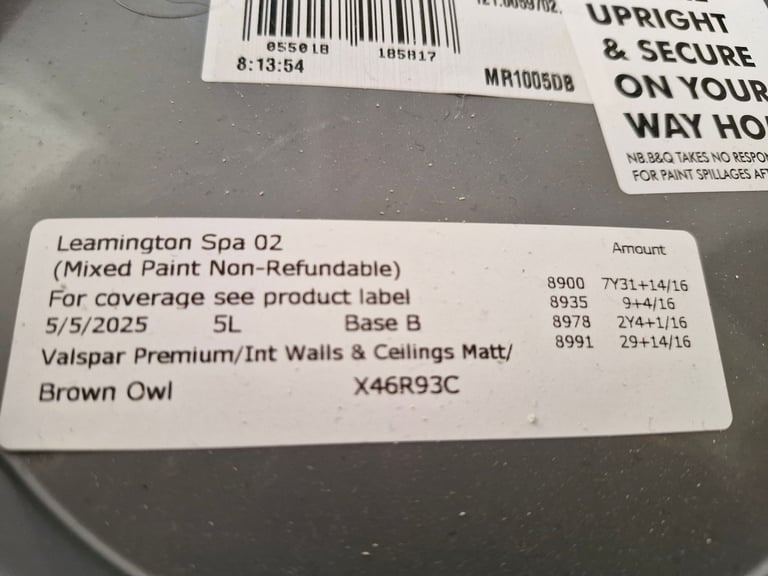 055018 185817
8:13:54
MR1005DB
UPRIGHT
& SECURE
ON YOUR
WAY
NB.B&Q TAKES NO
FOR PAINT SPILLAGES
Leamington Spa 02
(Mixed Paint Non-Refundable)
For coverage see product label
5/5/2025 5L Base B
Valspar Premium/Int Walls & Ceilings Matt/
Brown Owl X46R93C
Amount
8900 7Y31+14/16
8935 9+4/16
8978 2Y4+1/16
8991 29+14/16